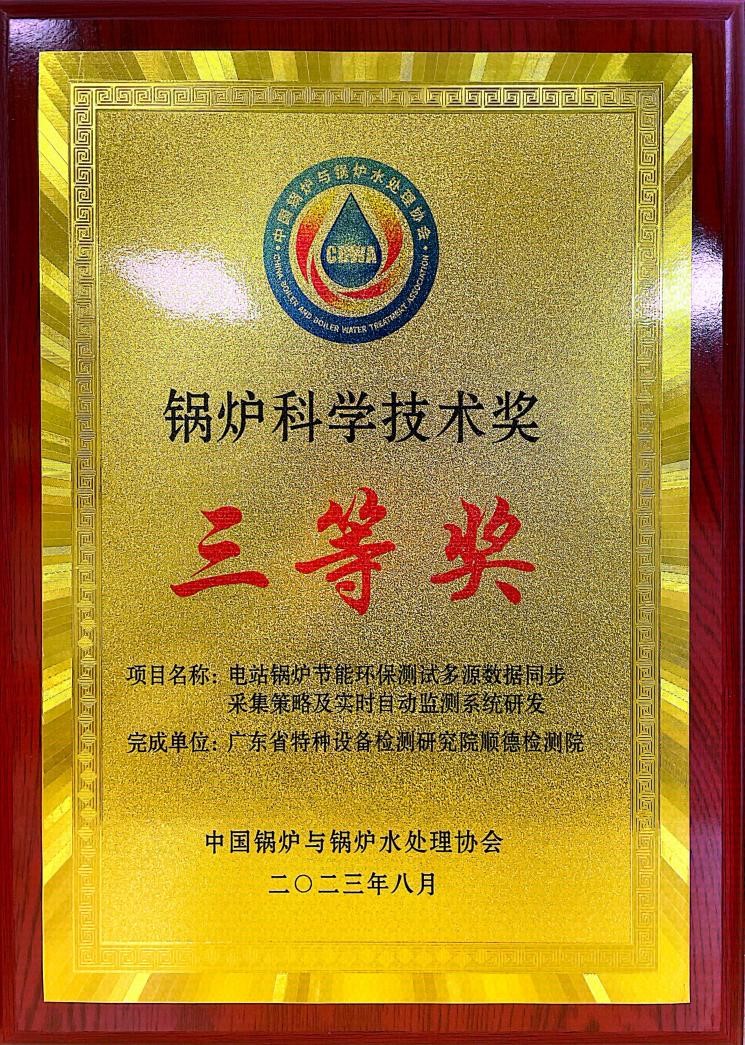 中国锅炉与锅炉水处理协会
CBWA
CHINA BOILER AND BOILER WATER TREATMENT ASSOCIATION
锅炉科学技术奖
三等奖
项目名称：电站锅炉节能环保测试多源数据同步
采集策略及实时自动监测系统研发
完成单位：广东省特种设备检测研究院顺德检测院
中国锅炉与锅炉水处理协会
二〇二三年八月